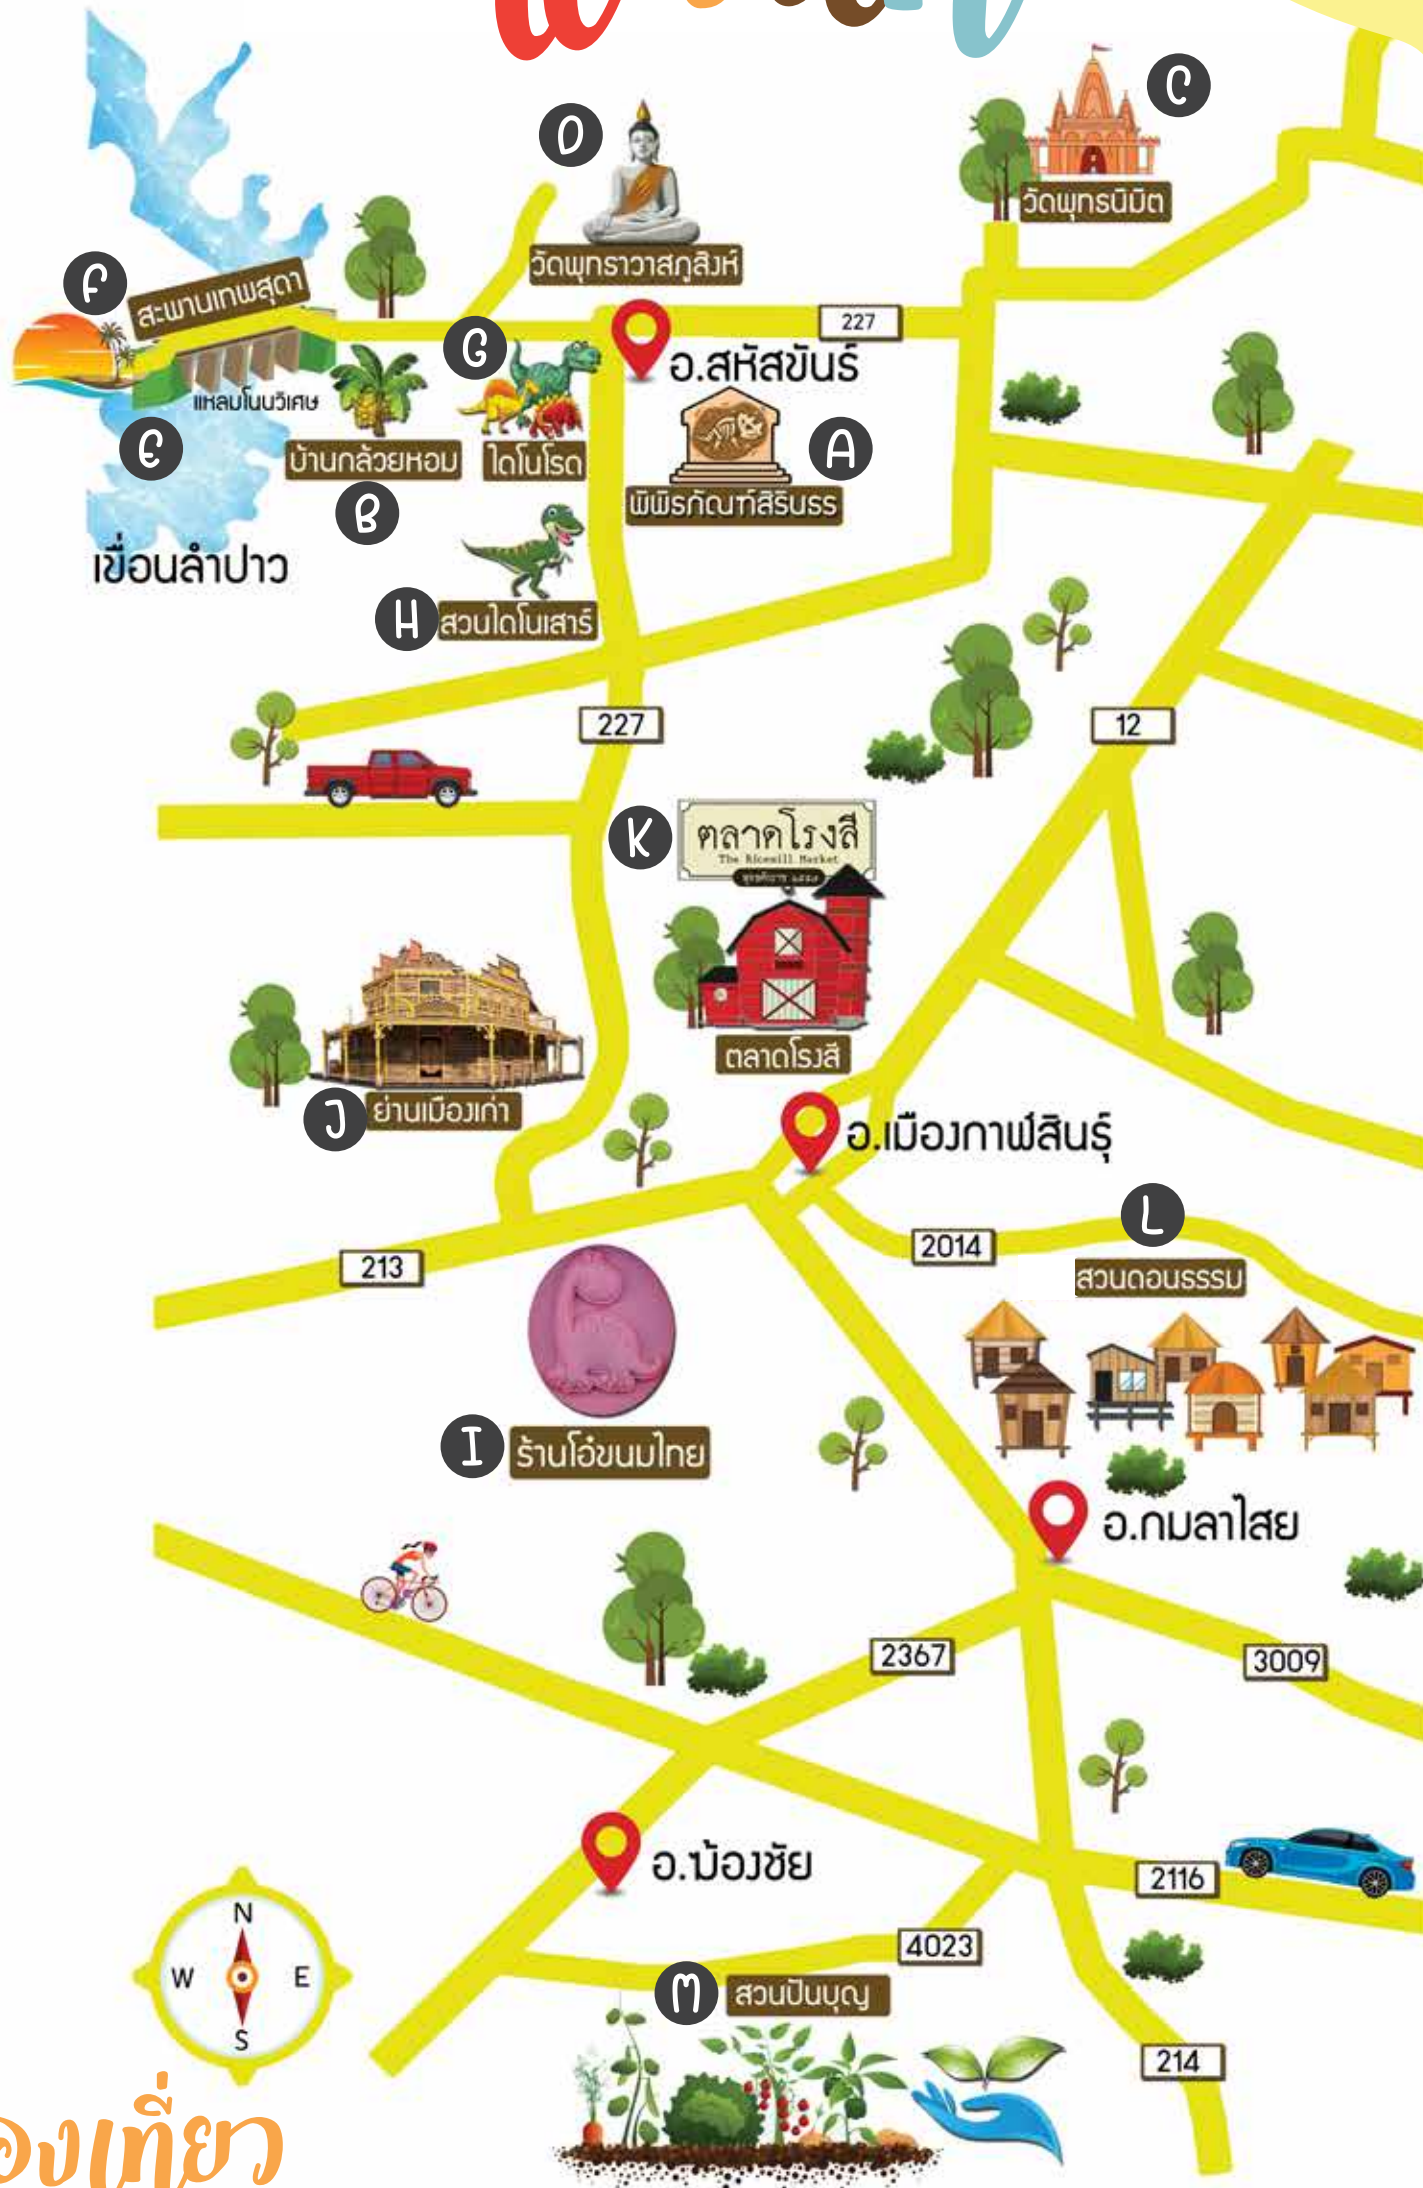 C
D
วัดพุทธนิมิต
วัดพุทธาวาสภูสิงห์
F
สะพานเทพสุดา
227
G
อ.สหัสขันธ์
แหลมโนนวิเศษ
E
A
บ้านกล้วยหอม
ไดโนโรด
พิพิธภัณฑ์สิรินธร
B
เขื่อนลำปาว
H
สวนไดโนเสาร์
227
12
K
ตลาดโรงสี
The Ricemill Market
ตลาดโรงสี
J
ย่านเมืองเก่า
อ.เมืองกาฬสินธุ์
L
2014
213
สวนดอนธรรม
I
ร้านโอ๋ขนมไทย
อ.กมลาไสย
2367
3009
อ.ฆ้องชัย
2116
N
W
E
S
4023
M
สวนปันบุญ
214
องเที่ยว